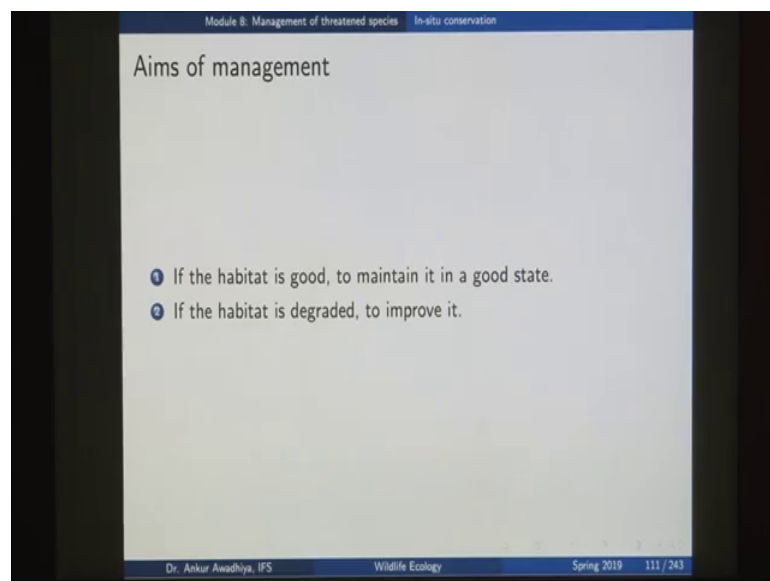 Module 8: Management of threatened species In-situ conservation
Aims of management
1 If the habitat is good, to maintain it in a good state.
2 If the habitat is degraded, to improve it.
Dr. Ankur Awadhiya, IFS Wildlife Ecology Spring 2019 111 / 243